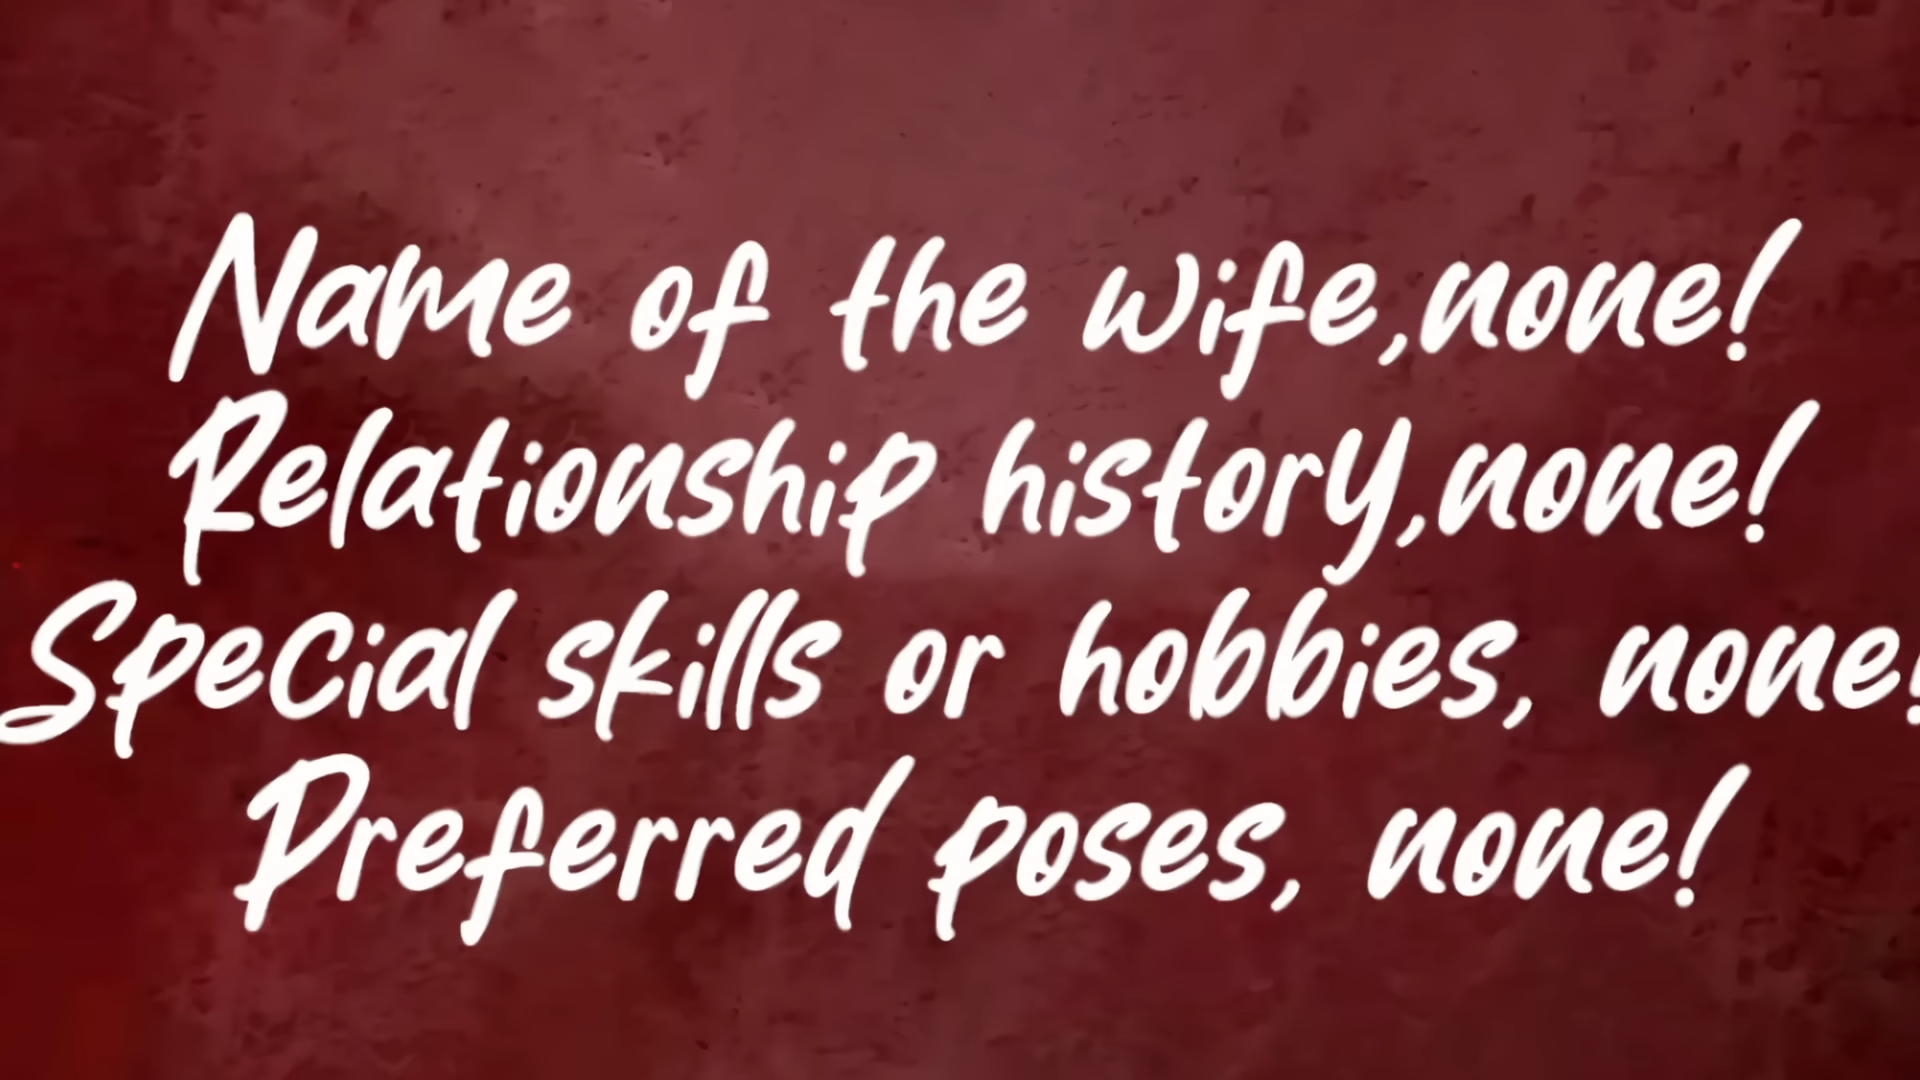 Name of the wife,none!
Relationship history,none!
Special skills or hobbies, none!
Preferred poses, none!